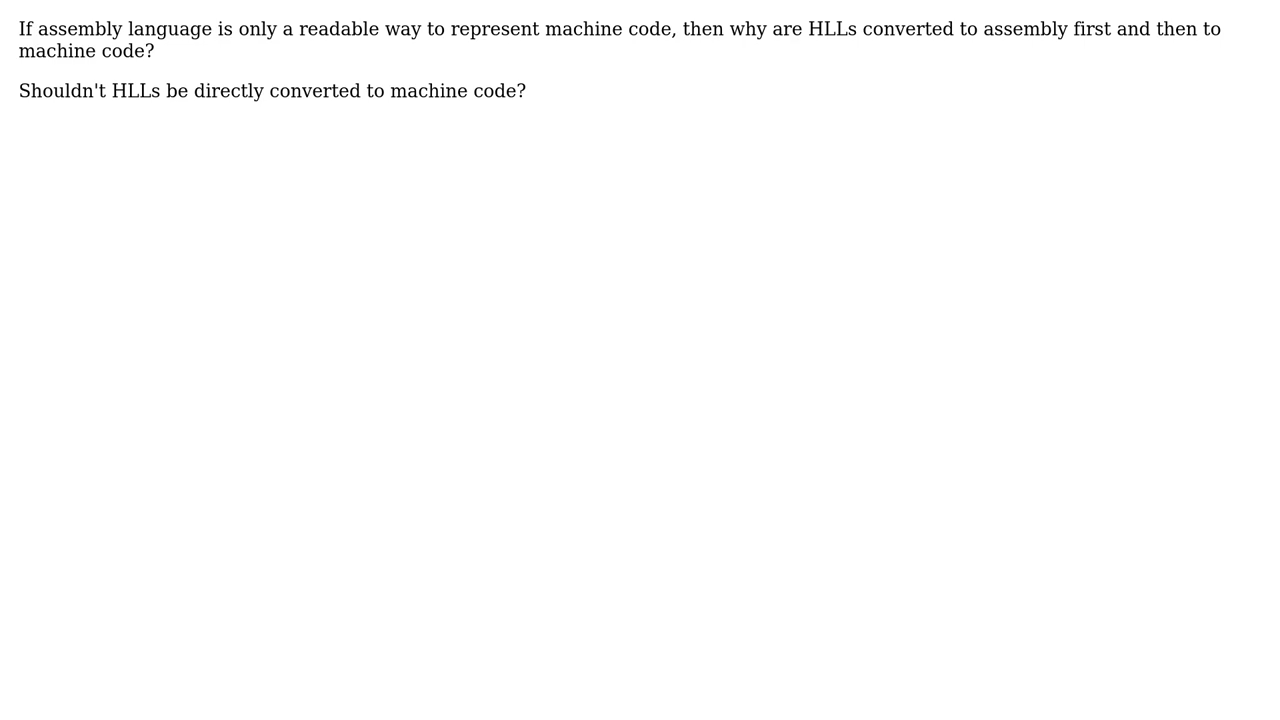 If assembly language is only a readable way to represent machine code, then why are HLLs converted to assembly first and then to
machine code?
Shouldn't HLLs be directly converted to machine code?